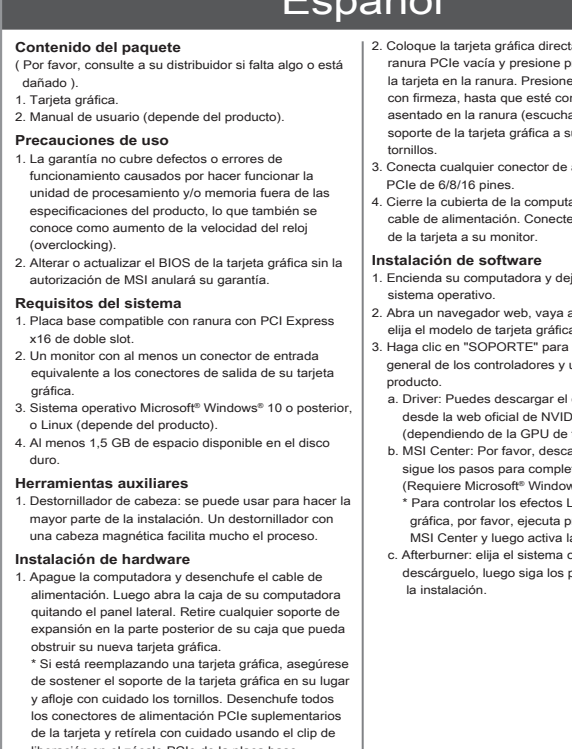 Español
Contenido del paquete
( Por favor, consulte a su distribuidor si falta algo o está
dañado ).
1. Tarjeta gráfica.
2. Manual de usuario (depende del producto).
Precauciones de uso
1. La garantía no cubre defectos o errores de
funcionamiento causados por hacer funcionar la
unidad de procesamiento y/o memoria fuera de las
especificaciones del producto, lo que también se
conoce como aumento de la velocidad del reloj
(overclocking).
2. Alterar o actualizar el BIOS de la tarjeta gráfica sin la
autorización de MSI anulará su garantía.
Requisitos del sistema
1. Placa base compatible con ranura con PCI Express
x16 de doble slot.
2. Un monitor con al menos un conector de entrada
equivalente a los conectores de salida de su tarjeta
gráfica.
3. Sistema operativo Microsoft® Windows® 10 o posterior,
o Linux (depende del producto).
4. Al menos 1,5 GB de espacio disponible en el disco
duro.
Herramientas auxiliares
1. Destornillador de cabeza: se puede usar para hacer la
mayor parte de la instalación. Un destornillador con
una cabeza magnética facilita mucho el proceso.
Instalación de hardware
1. Apague la computadora y desenchufe el cable de
alimentación. Luego abra la caja de su computadora
quitando el panel lateral. Retire cualquier soporte de
expansión en la parte posterior de su caja que pueda
obstruir su nueva tarjeta gráfica.
* Si está reemplazando una tarjeta gráfica, asegúrese
de sostener el soporte de la tarjeta gráfica en su lugar
y afloje con cuidado los tornillos. Desenchufe todos
los conectores de alimentación PCIe suplementarios
de la tarjeta y retírela con cuidado usando el clip de
2. Coloque la tarjeta gráfica
ranura PCIe vacía y presione
la tarjeta en la ranura. Presione
con firmeza, hasta que esté
asentado en la ranura
soporte de la tarjeta gráfica a
tornillos.
3. Conecta cualquier conector de
PCIe de 6/8/16 pines.
4. Cierre la cubierta de la
cable de alimentación.
de la tarjeta a su monitor.
Instalación de software
1. Encienda su computadora y
sistema operativo.
2. Abra un navegador web, vaya
elija el modelo de tarjeta
3. Haga clic en "SOPORTE" para
general de los controladores y
producto.
a. Driver: Puedes descargar el
desde la web oficial de
(dependiendo de la GPU de
b. MSI Center: Por favor,
sigue los pasos para
(Requiere Microsoft®
* Para controlar los efectos
gráfica, por favor, ejecuta
MSI Center y luego activa
c. Afterburner: elija el sistema
descárguelo, luego siga los
la instalación.